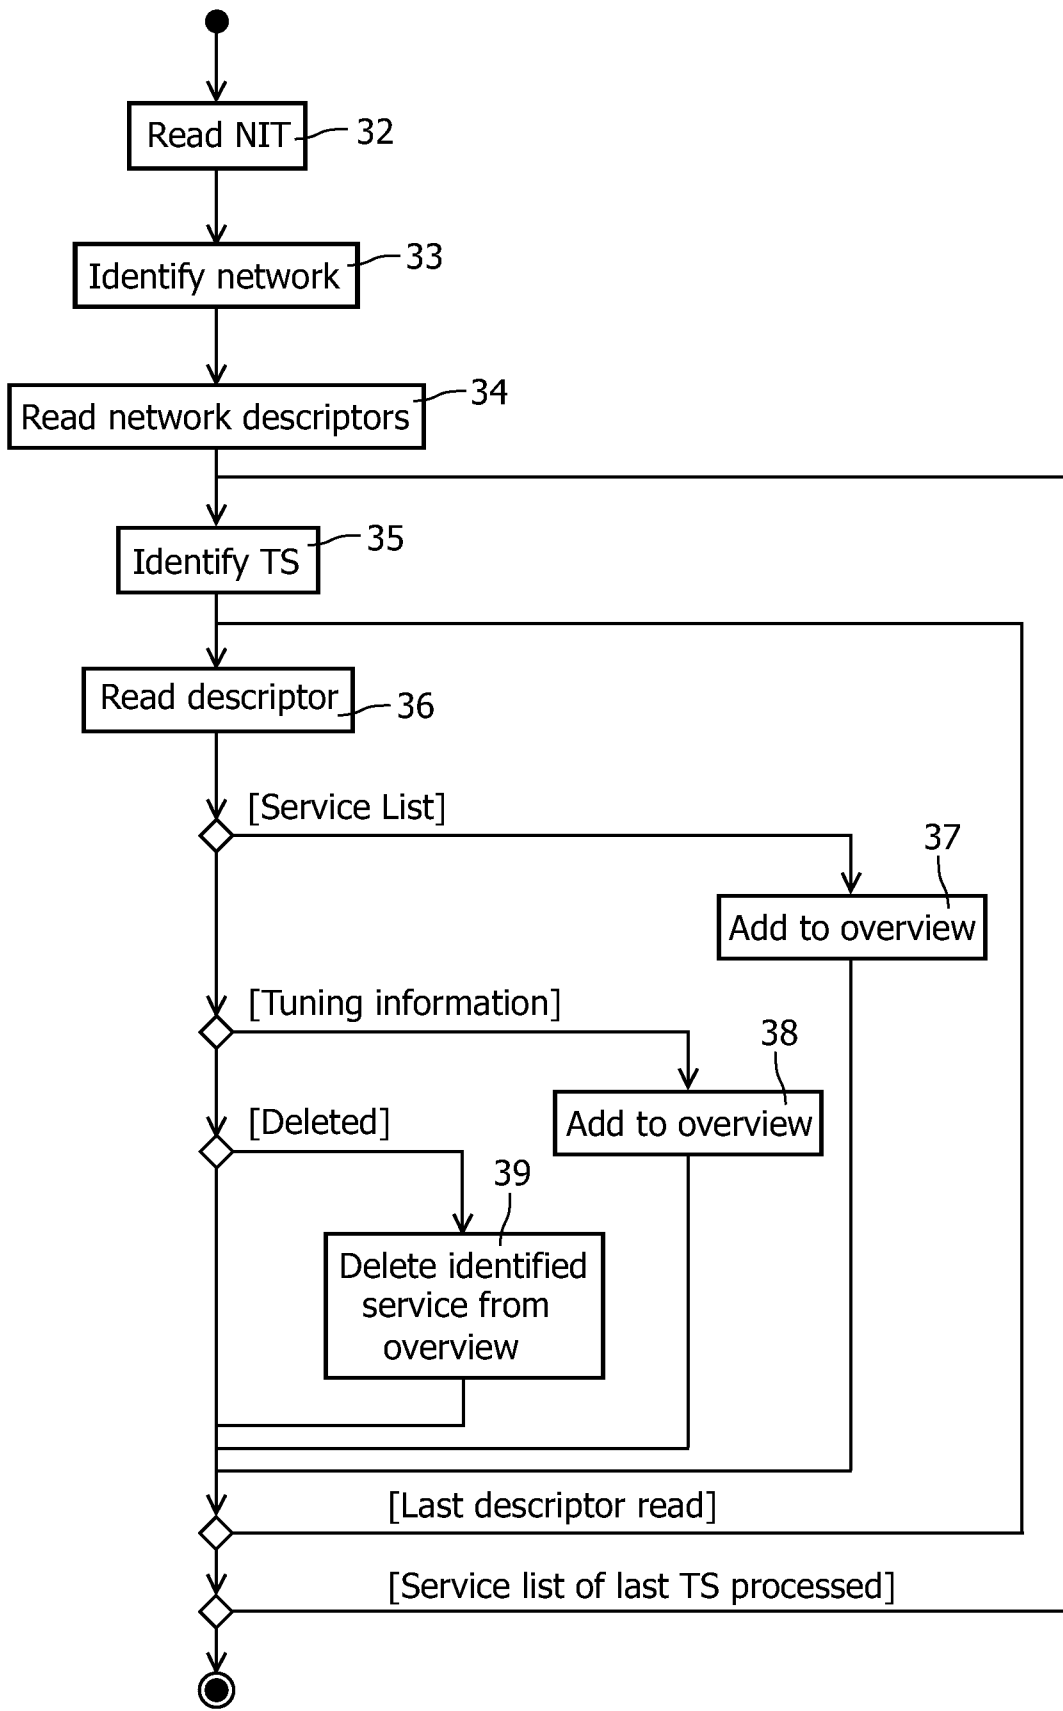 Read NIT
32
Identify network
33
Read network descriptors
34
Identify TS
35
Read descriptor
36
[Service List]
37
Add to overview
[Tuning information]
38
Add to overview
[Deleted]
39
Delete identified
service from
overview
[Last descriptor read]
[Service list of last TS processed]